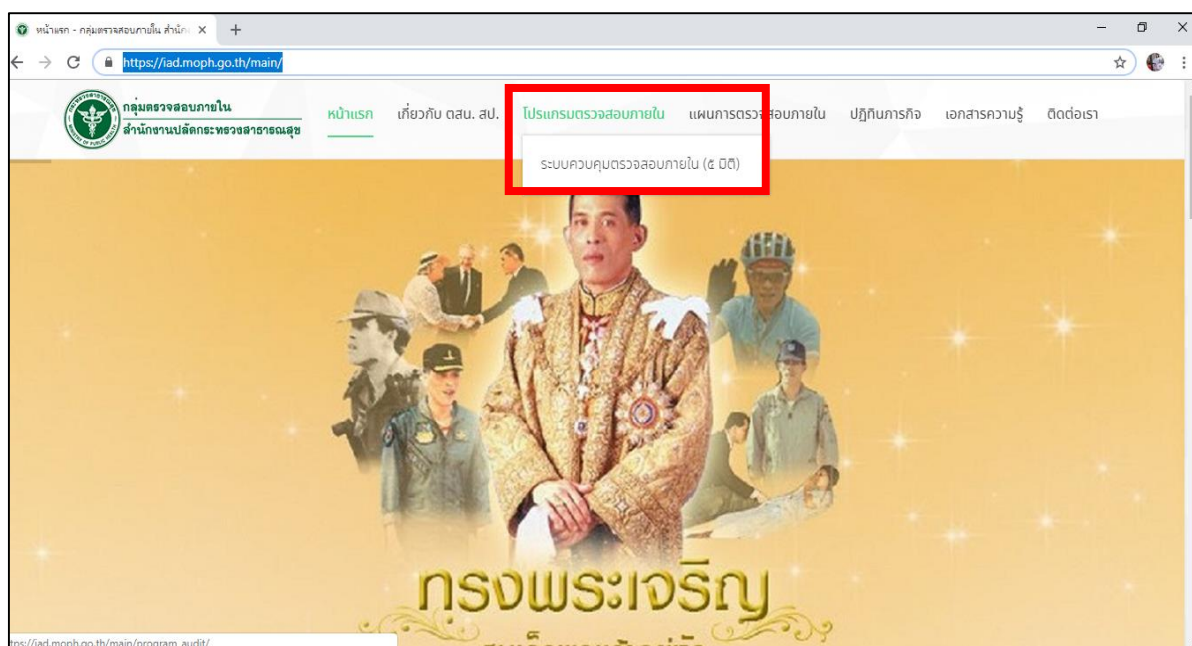 หน้าแรก - กลุ่มตรวจสอบภายใน สำนัก
https://iad.moph.go.th/main/
กลุ่มตรวจสอบภายใน
สำนักงานปลัดกระทรวงสาธารณสุข
หน้าแรก เกี่ยวกับ ตสน. สป. โปรแกรมตรวจสอบภายใน แผนการตรวจสอบภายใน ปฏิทินภารกิจ เอกสารความรู้ ติดต่อเรา
ระบบควบคุมตรวจสอบภายใน (๕ มิติ)
ทรงพระเจริญ
tps://iad.moph.go.th/main/program_audit/